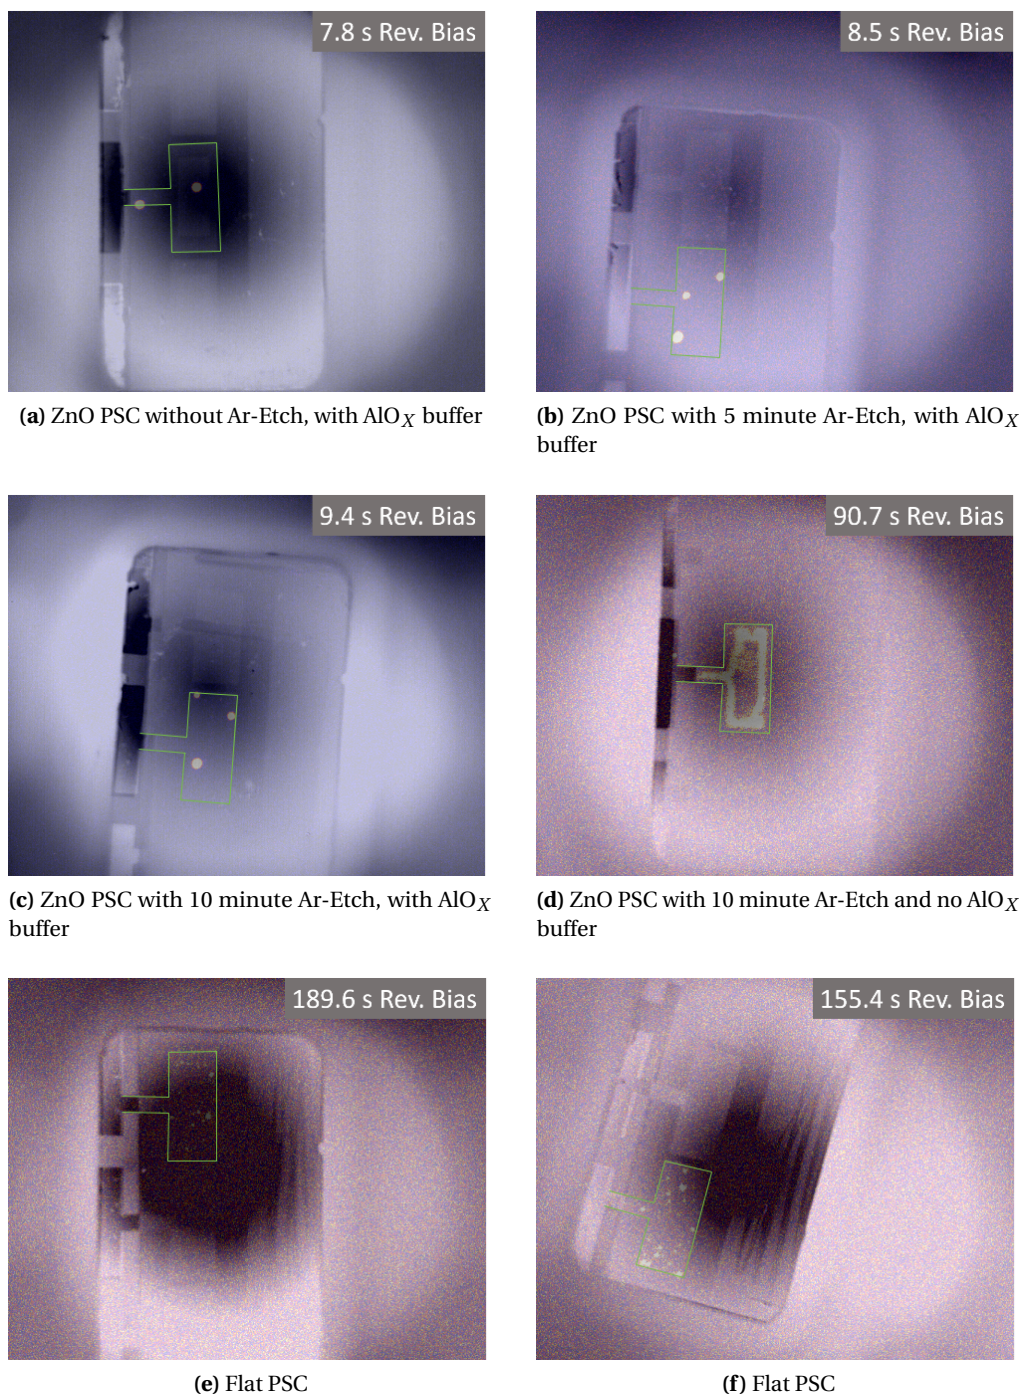 7.8 s Rev. Bias
8.5 s Rev. Bias
(a) ZnO PSC without Ar-Etch, with AlOX buffer
(b) ZnO PSC with 5 minute Ar-Etch, with AlOX
buffer
9.4 s Rev. Bias
90.7 s Rev. Bias
(c) ZnO PSC with 10 minute Ar-Etch, with AlOX
buffer
(d) ZnO PSC with 10 minute Ar-Etch and no AlOX
buffer
189.6 s Rev. Bias
155.4 s Rev. Bias
(e) Flat PSC
(f) Flat PSC